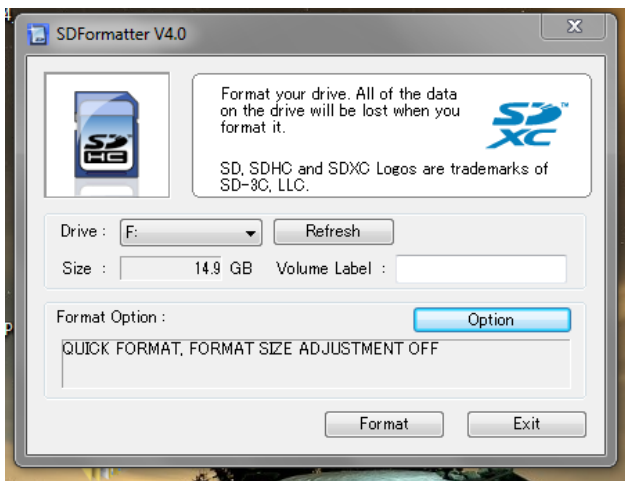 SDFormatter V4.0
X
Format your drive. All of the data
on the drive will be lost when you
format it.
SD, SDHC and SDXC Logos are trademarks of
SD-3C, LLC.
SD
HC
SD™
XC
Drive : F: Refresh
Size : 14.9 GB Volume Label :
Format Option : Option
QUICK FORMAT, FORMAT SIZE ADJUSTMENT OFF
Format Exit